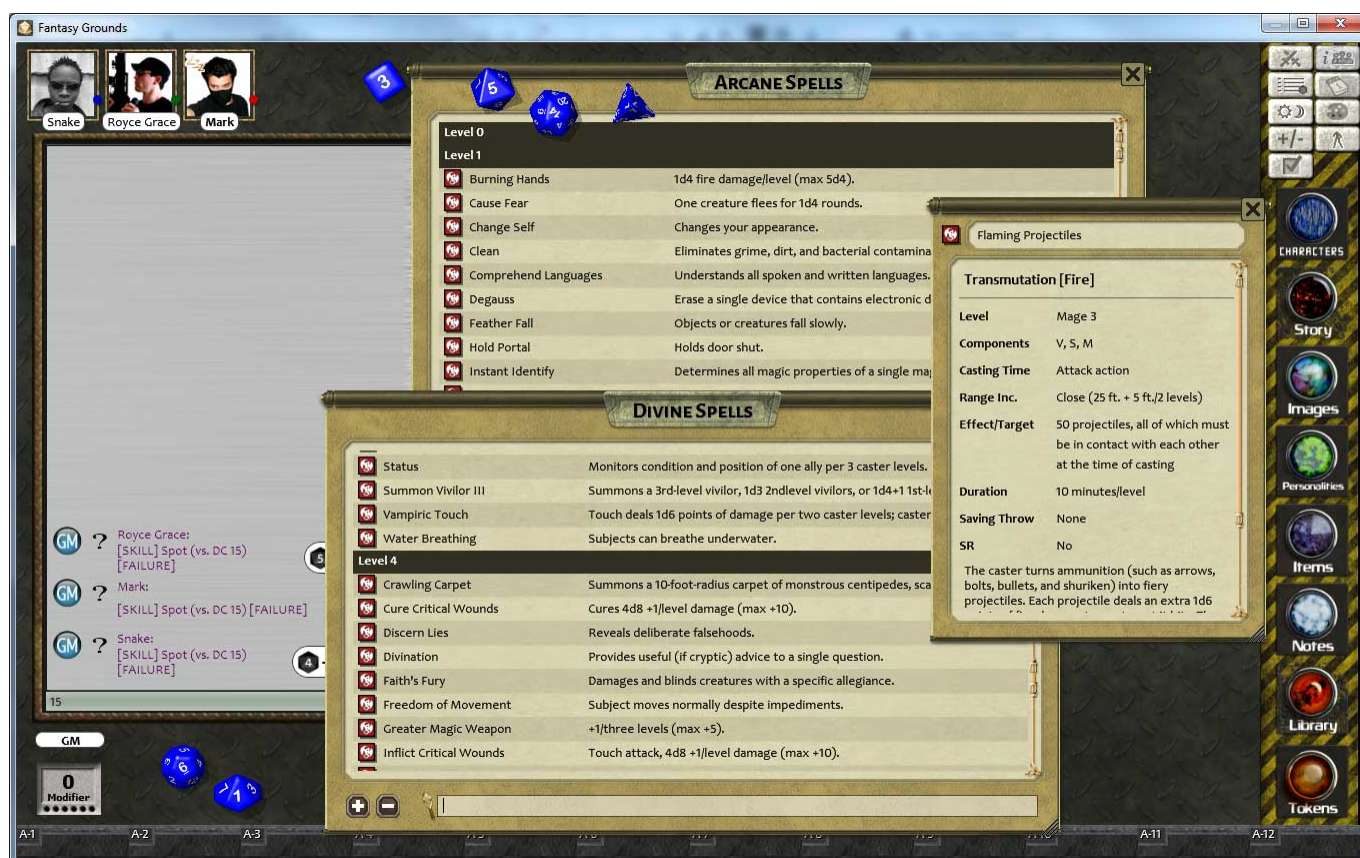 Fantasy Grounds
Snake
Royce Grace
Mark
3
5
14
ARCANE SPELLS
Level 0
Level 1
Burning Hands 1d4 fire damage/level (max 5d4).
Cause Fear One creature flees for 1d4 rounds.
Change Self Changes your appearance.
Clean Eliminates grime, dirt, and bacterial contamina
Comprehend Languages Understands all spoken and written languages.
Degauss Erase a single device that contains electronic d
Feather Fall Objects or creatures fall slowly.
Hold Portal Holds door shut.
Instant Identify Determines all magic properties of a single ma
Flaming Projectiles
Transmutation [Fire]
Level Mage 3
Components V, S, M
Casting Time Attack action
Range Inc. Close (25 ft. + 5 ft./2 levels)
Effect/Target 50 projectiles, all of which must
be in contact with each other
at the time of casting
Duration 10 minutes/level
Saving Throw None
SR No
The caster turns ammunition (such as arrows,
bolts, bullets, and shuriken) into fiery
projectiles. Each projectile deals an extra 1d6
DIVINE SPELLS
Status Monitors condition and position of one ally per 3 caster levels.
Summon Vivilor III Summons a 3rd-level vivilor, 1d3 2ndlevel vivilors, or 1d4+1 1st-l
Vampiric Touch Touch deals 1d6 points of damage per two caster levels; caster
Water Breathing Subjects can breathe underwater.
Level 4
Crawling Carpet Summons a 10-foot-radius carpet of monstrous centipedes, sca
Cure Critical Wounds Cures 4d8 +1/level damage (max +10).
Discern Lies Reveals deliberate falsehoods.
Divination Provides useful (if cryptic) advice to a single question.
Faith's Fury Damages and blinds creatures with a specific allegiance.
Freedom of Movement Subject moves normally despite impediments.
Greater Magic Weapon +1/three levels (max +5).
Inflict Critical Wounds Touch attack, 4d8 +1/level damage (max +10).
GM ? Royce Grace:
[SKILL] Spot (vs. DC 15)
[FAILURE]
5
GM ? Mark:
[SKILL] Spot (vs. DC 15) [FAILURE]
GM ? Snake:
[SKILL] Spot (vs. DC 15)
[FAILURE]
4
15
GM
0
Modifier
6
1
+/-
CHARACTERS
Story
Images
Personalities
Items
Notes
Library
Tokens
A-1 A-2 A-3 A-11 A-12